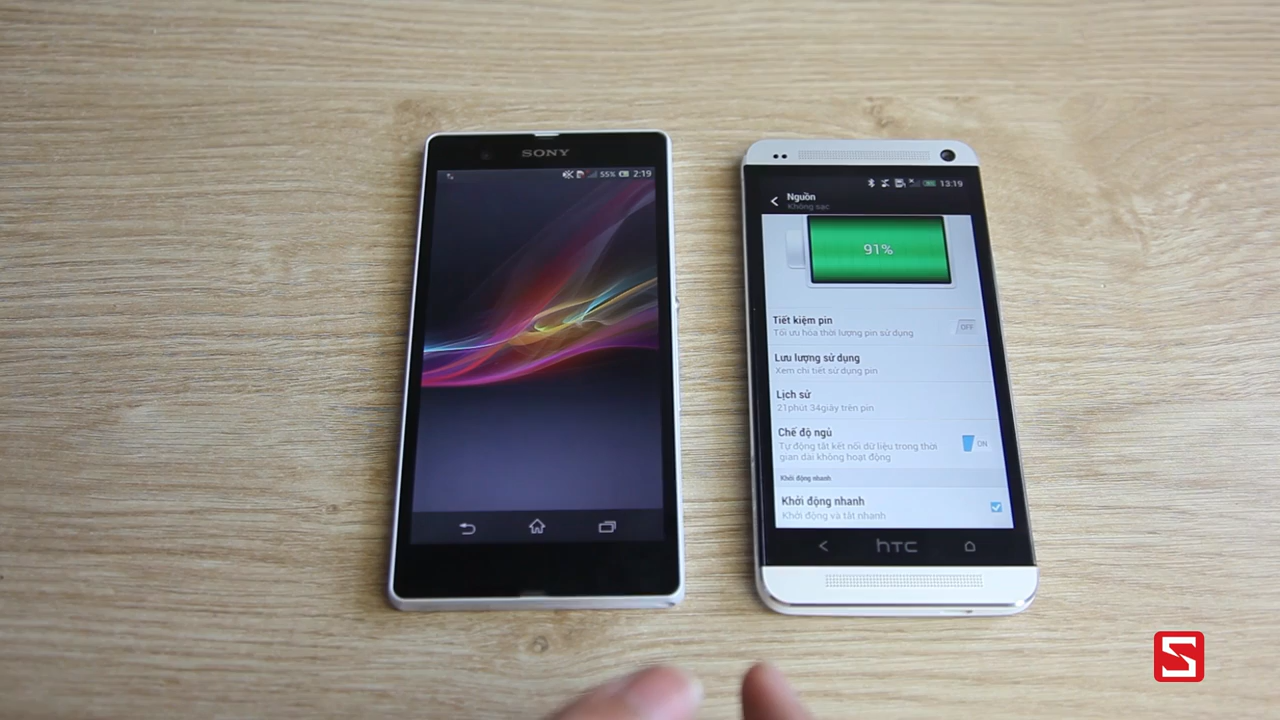 SONY
55% 2:19
13:19
Nguồn
Không sạc
91%
Tiết kiệm pin
Tối ưu hóa thời lượng pin sử dụng
OFF
Lưu lượng sử dụng
Xem chi tiết sử dụng pin
Lịch sử
21phút 34giây trên pin
Chế độ ngủ
Tự động tắt kết nối dữ liệu trong thời
gian dài không hoạt động
ON
Khởi động nhanh
Khởi động nhanh
Khởi động và tắt nhanh
hTC
S